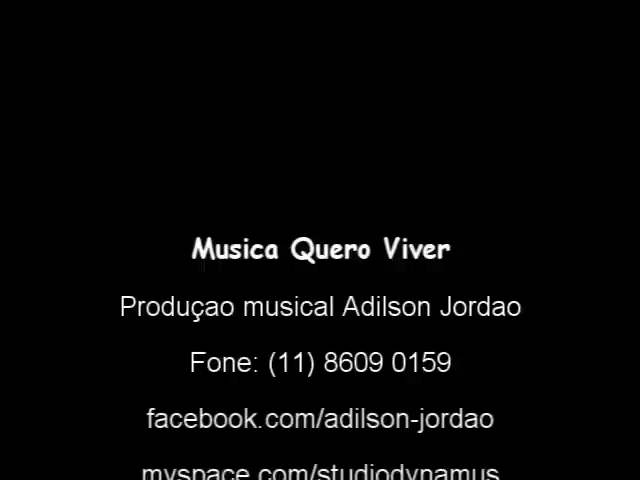 Musica Quero Viver
Produçao musical Adilson Jordao
Fone: (11) 8609 0159
facebook.com/adilson-jordao
myspace.com/studiodynamus